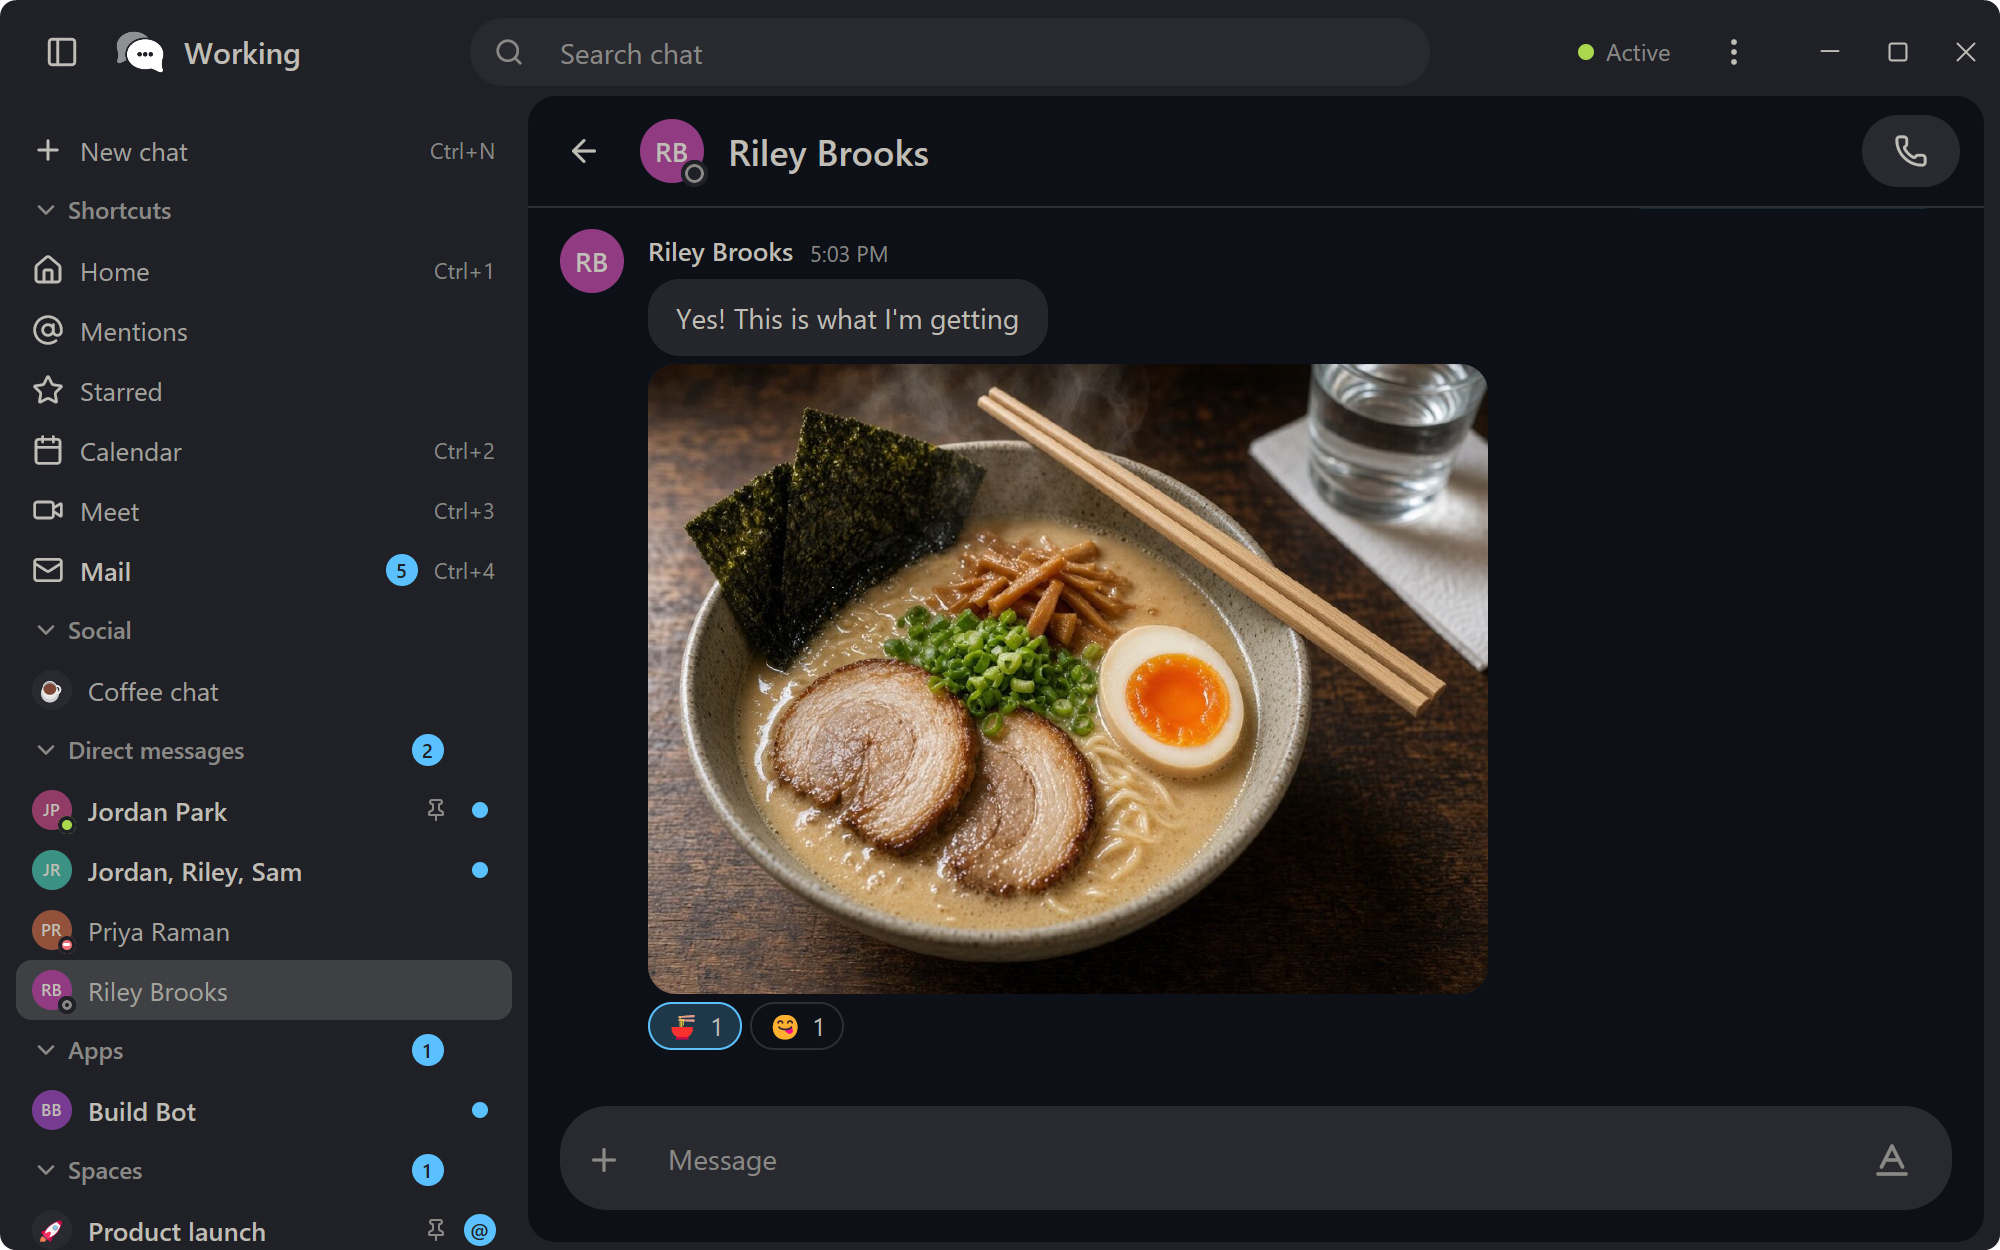 Working
Search chat
Active
New chat Ctrl+N
Shortcuts
Home Ctrl+1
Mentions
Starred
Calendar Ctrl+2
Meet Ctrl+3
Mail 5 Ctrl+4
Social
Coffee chat
Direct messages 2
JP Jordan Park
JR Jordan, Riley, Sam
PR Priya Raman
RB Riley Brooks
Apps 1
BB Build Bot
Spaces 1
Product launch @
RB Riley Brooks
RB Riley Brooks 5:03 PM
Yes! This is what I'm getting
1 1
Message